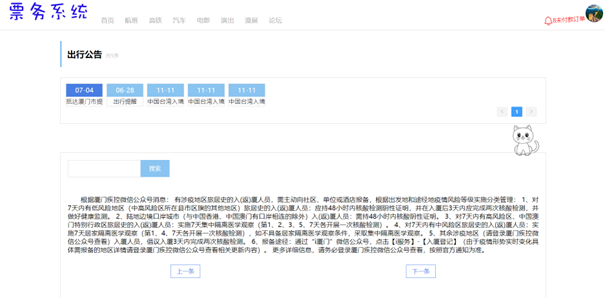 票务系统
首页 临惠 高铁 汽车 电影 演出 漫展 论坛
未付款订单
出行公告
07-04 06-28 11-11 11-11 11-11
抵达厦门市提 出行提醒 中国台湾入境 中国台湾入境 中国台湾入境
1
搜索
根据厦门疾控微信公众号消息： 有涉疫地区旅居史的入(返)厦人员，需主动向社区、单位或酒店报备，根据出发地和途径地疫情风险等级实施分类管理： 1、对
7天内有低风险地区（中高风险区所在县市区旗的其他地区）旅居史的入(返)厦人员：应持48小时内核酸检测阴性证明，并在入厦后3天内应完成两次核酸检测，并
做好健康监测。 2、陆地边境口岸城市（与中国香港、中国澳门有口岸相连的除外）入(返)厦人员：需持48小时内核酸阴性证明。 3、对7天内有高风险区、中国澳
门特别行政区旅居史的入(返)厦人员：实施7天集中隔离医学观察（第1、2、3、5、7天各开展一次核酸检测）。 4、对7天内有中风险区旅居史的入(返)厦人员：实
施7天居家隔离医学观察（第1、4、7天各开展一次核酸检测），如不具备居家隔离医学观察条件，采取集中隔离医学观察。 5、其余涉疫地区（请登录厦门疾控微
信公众号查看）入厦人员，倡议入厦3天内完成两次核酸检测。 6、报备途径：通过“i厦门”微信公众号，点击【i服务】-【入厦登记】（由于疫情形势实时变化具
体需报备的地区详情请登录厦门疾控微信公众号查看相关更新内容）。 更多详细信息，请务必登录厦门疾控微信公众号查看，按照官方通知为准。
上一条 下一条